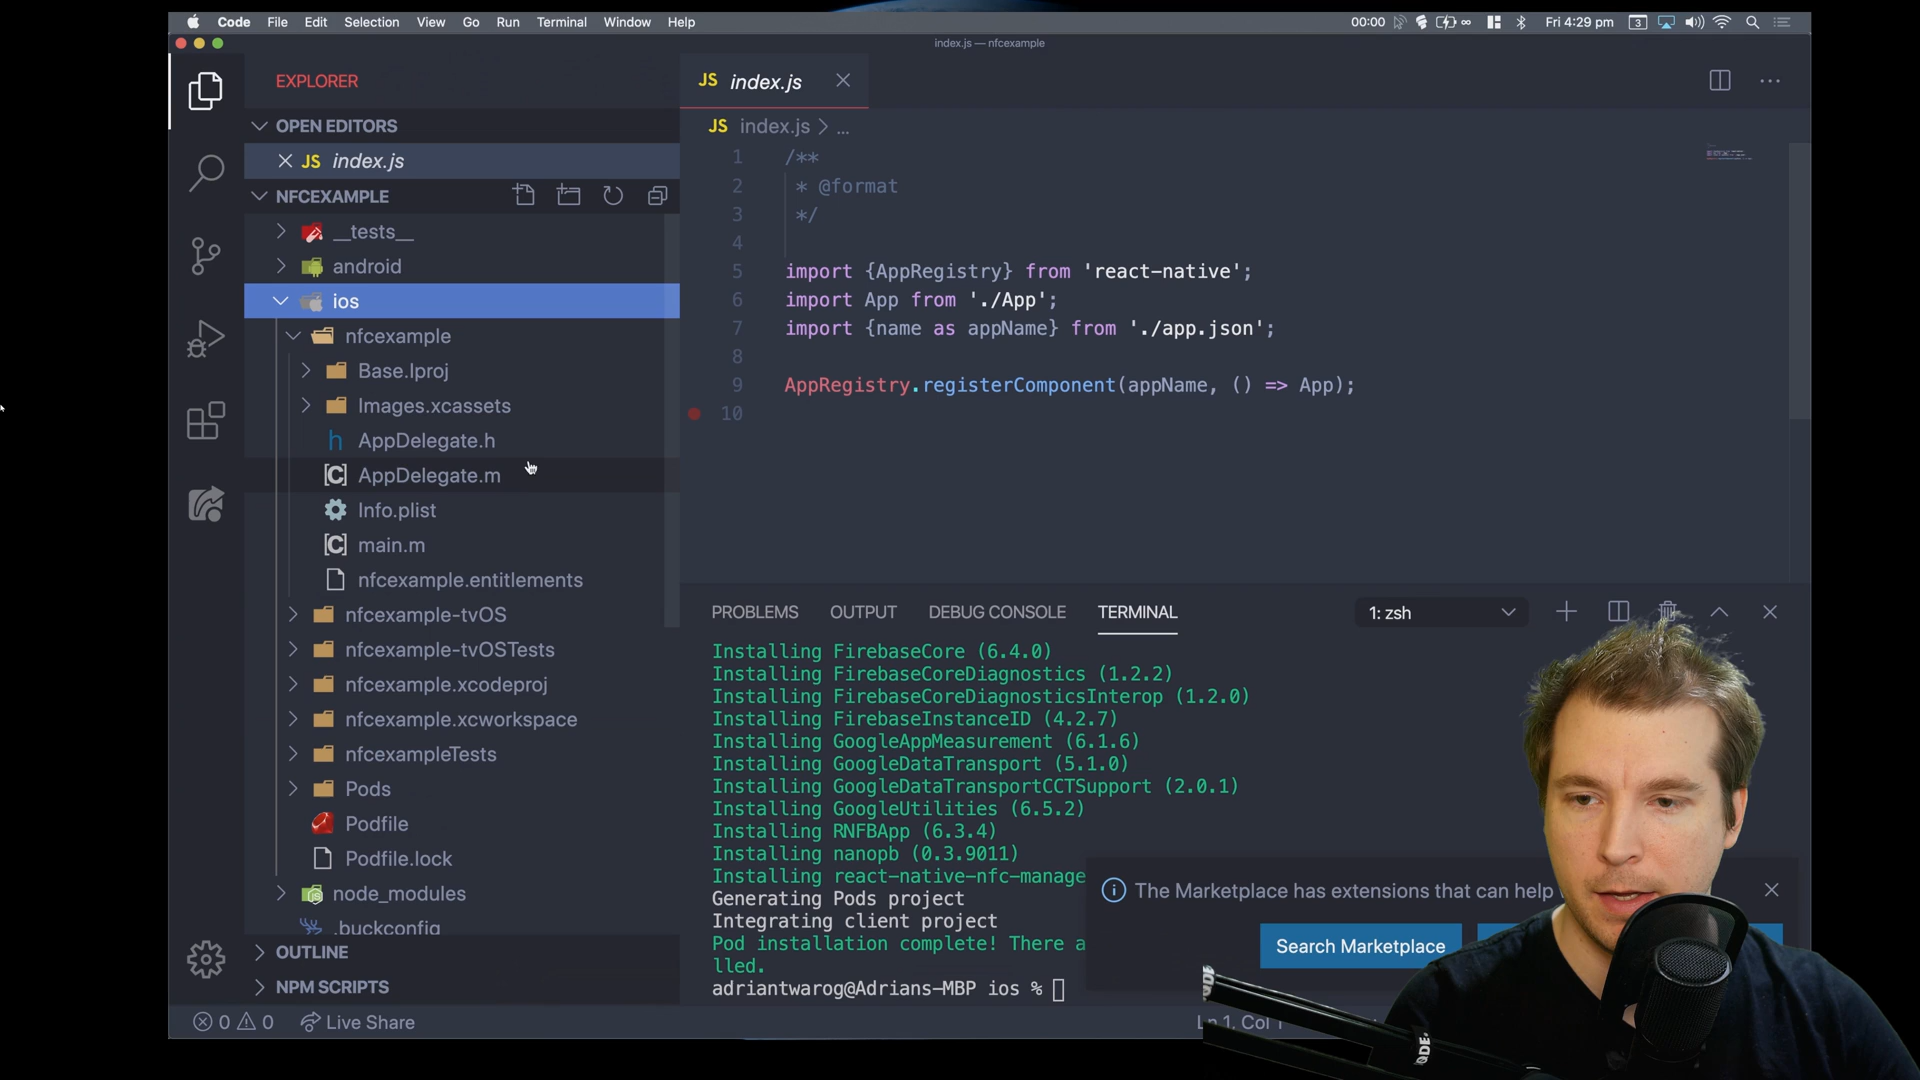 Code File Edit Selection View Go Run Terminal Window Help
00:00 Fri 4:29 pm 3
index.js — nfcexample
EXPLORER
OPEN EDITORS
JS index.js
NFCEXAMPLE
__tests__
android
ios
nfcexample
Base.lproj
Images.xcassets
h AppDelegate.h
[C] AppDelegate.m
Info.plist
[C] main.m
nfcexample.entitlements
nfcexample-tvOS
nfcexample-tvOSTests
nfcexample.xcodeproj
nfcexample.xcworkspace
nfcexampleTests
Pods
Podfile
Podfile.lock
node_modules
.buckconfig
OUTLINE
NPM SCRIPTS
0 0 Live Share
JS index.js
JS index.js > ...
1 /**
2 * @format
3 */
4
5 import {AppRegistry} from 'react-native';
6 import App from './App';
7 import {name as appName} from './app.json';
8
9 AppRegistry.registerComponent(appName, () => App);
10
PROBLEMS OUTPUT DEBUG CONSOLE TERMINAL 1: zsh
Installing FirebaseCore (6.4.0)
Installing FirebaseCoreDiagnostics (1.2.2)
Installing FirebaseCoreDiagnosticsInterop (1.2.0)
Installing FirebaseInstanceID (4.2.7)
Installing GoogleAppMeasurement (6.1.6)
Installing GoogleDataTransport (5.1.0)
Installing GoogleDataTransportCCTSupport (2.0.1)
Installing GoogleUtilities (6.5.2)
Installing RNFBApp (6.3.4)
Installing nanopb (0.3.9011)
Installing react-native-nfc-manage
Generating Pods project
Integrating client project
Pod installation complete! There a
lled.
adriantwarog@Adrians-MBP ios %
The Marketplace has extensions that can help
Search Marketplace
Ln 1, Col 1